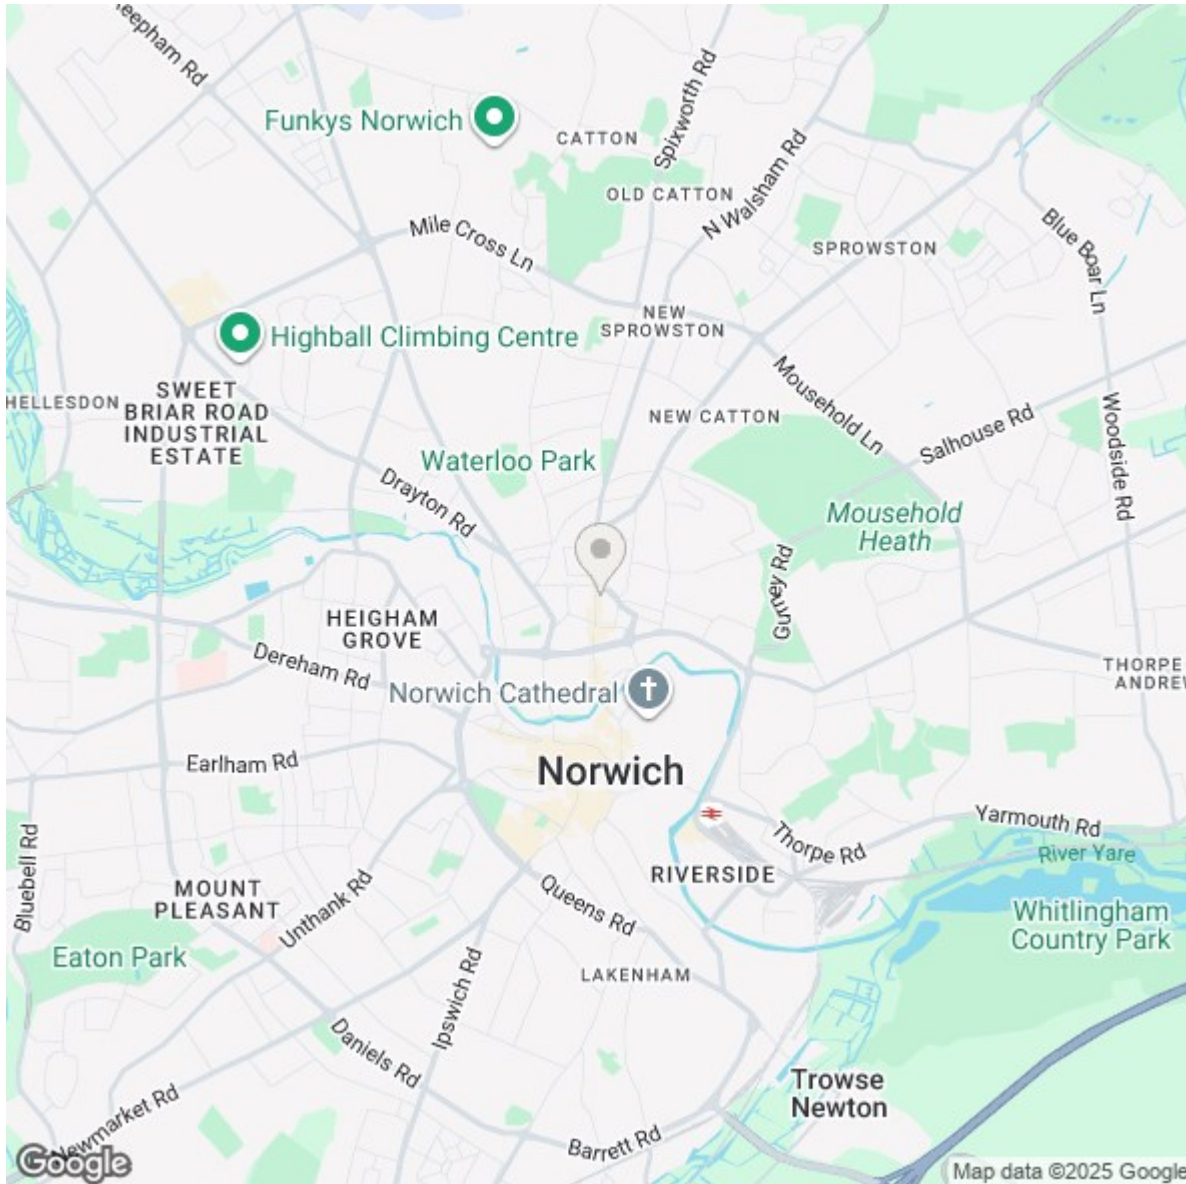 eepham Rd
Funkys Norwich
CATTON
Spixworth Rd
OLD CATTON
N Walsham Rd
Mile Cross Ln
SPROWSTON
Blue Boar Ln
NEW
SPROWSTON
Highball Climbing Centre
HELLESDON
SWEET
BRIAR ROAD
INDUSTRIAL
ESTATE
Mousehold Ln
NEW CATTON
Salhouse Rd
Woodside Rd
Waterloo Park
Drayton Rd
Mousehold
Heath
Gurney Rd
HEIGHAM
GROVE
Dereham Rd
Norwich Cathedral
THORPE
ANDREW
Earlham Rd
Norwich
Yarmouth Rd
Thorpe Rd
River Yare
Bluebell Rd
MOUNT
PLEASANT
Unthank Rd
Queens Rd
RIVERSIDE
Whitlingham
Country Park
Eaton Park
Ipswich Rd
LAKENHAM
Daniels Rd
Trowse
Newton
Newmarket Rd
Barrett Rd
Google
Map data ©2025 Google